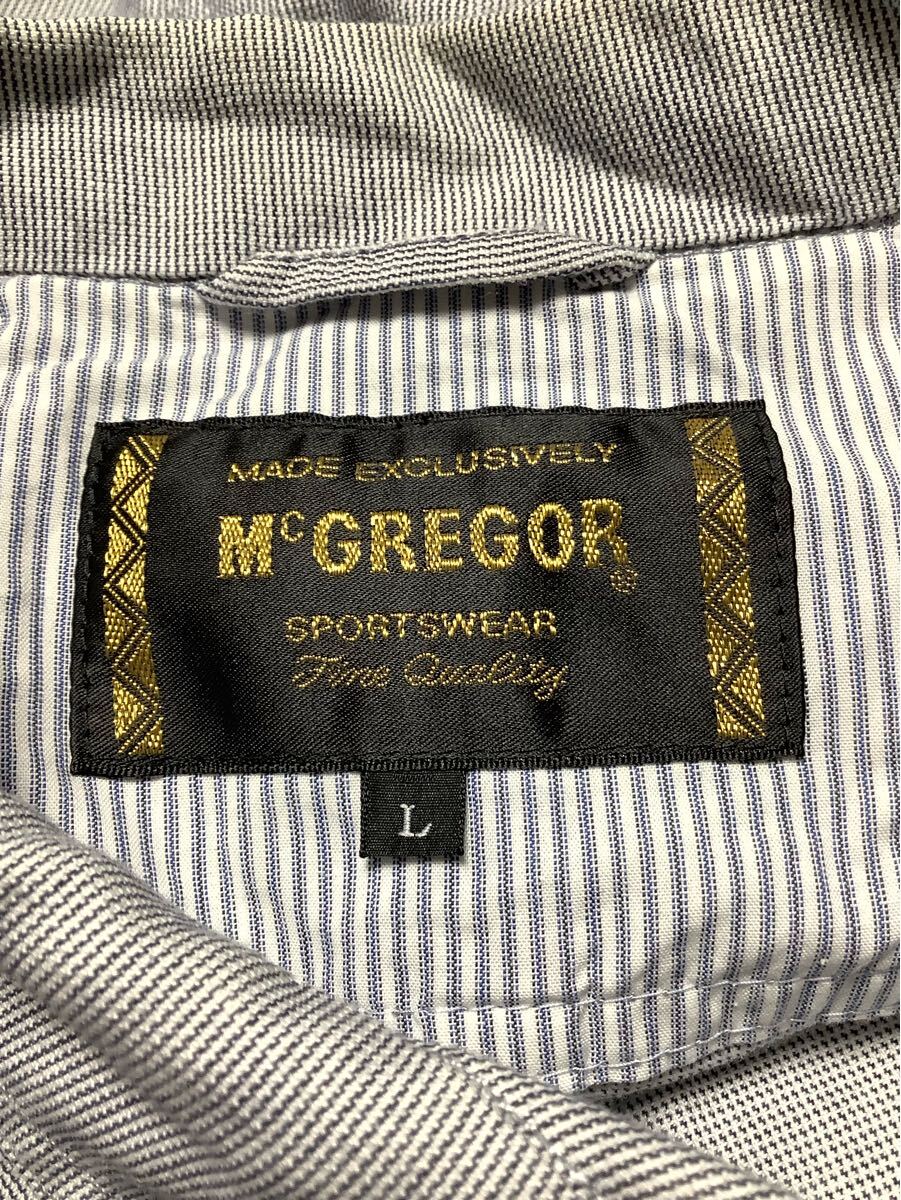 MADE EXCLUSIVELY
McGREGOR®
SPORTSWEAR
Fine Quality
L